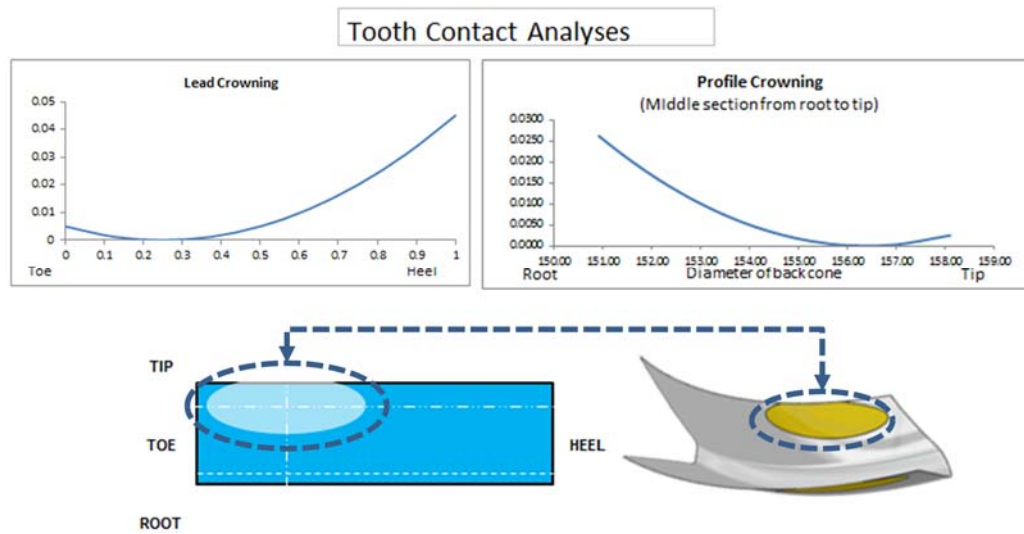 Tooth Contact Analyses
Lead Crowning
0.05
0.04
0.03
0.02
0.01
0
0 0.1 0.2 0.3 0.4 0.5 0.6 0.7 0.8 0.9 1
Toe Heel
Profile Crowning
(Middle section from root to tip)
0.0300
0.0250
0.0200
0.0150
0.0100
0.0050
0.0000
150.00 151.00 152.00 153.00 154.00 155.00 156.00 157.00 158.00 159.00
Root Diameter of back cone Tip
TIP
TOE
HEEL
ROOT